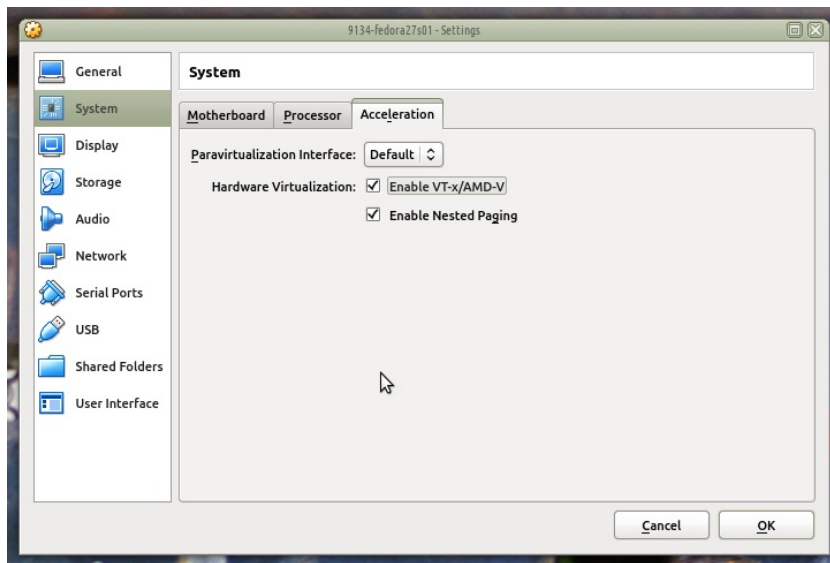 9134-fedora27s01 - Settings
General
System
Display
Storage
Audio
Network
Serial Ports
USB
Shared Folders
User Interface
System
Motherboard Processor Acceleration
Paravirtualization Interface: Default
Hardware Virtualization: Enable VT-x/AMD-V
Enable Nested Paging
Cancel OK